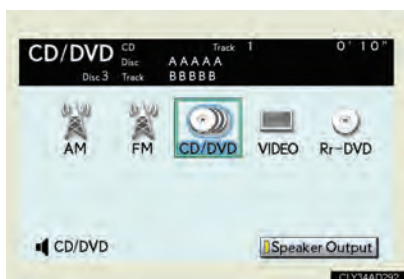 CD/DVD CD Track 1 0' 10"
Disc AAAAA
Disc 3 Track BBBBB
AM FM CD/DVD VIDEO Rr-DVD
CD/DVD Speaker Output
CLY34AD292